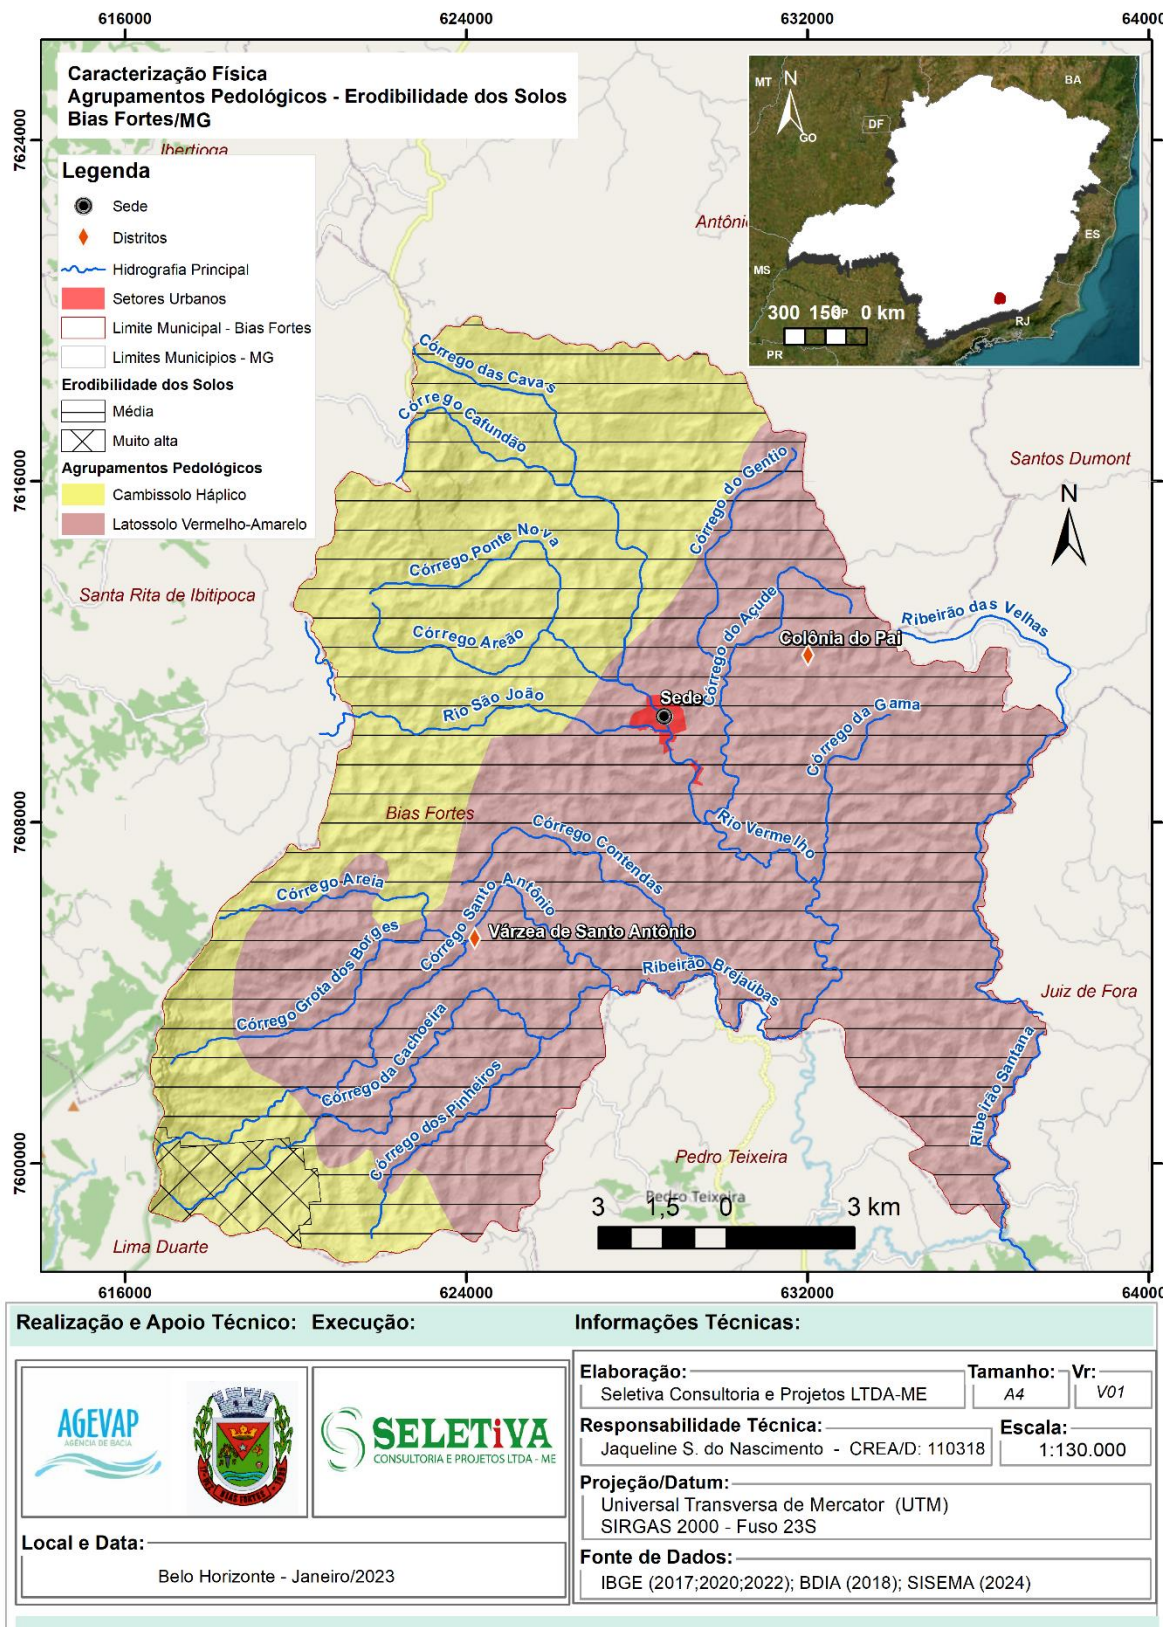 616000
624000
632000
64000
Caracterização Física
Agrupamentos Pedológicos - Erodibilidade dos Solos
Bias Fortes/MG
7624000
7616000
7608000
7600000
Ibertioga
Legenda
Sede
Distritos
Hidrografia Principal
Setores Urbanos
Limite Municipal - Bias Fortes
Limites Municipios - MG
Erodibilidade dos Solos
Média
Muito alta
Agrupamentos Pedológicos
Cambissolo Háplico
Latossolo Vermelho-Amarelo
MT
N
BA
DF
GO
ES
MS
300 150 0 km
RJ
PR
Antôni
Córrego das Cavas
Córrego Cafundão
Córrego do Gentio
Santos Dumont
N
Córrego Ponte Nova
Santa Rita de Ibitipoca
Córrego Areão
Córrego do Açude
Ribeirão das Velhas
Colônia do Pai
Rio São João
Sede
Córrego da Gama
Bias Fortes
Rio Vermelho
Córrego Contendas
Córrego Areia
Córrego Santo Antônio
Várzea de Santo Antônio
Córrego Grota dos Borges
Ribeirão Brejaúbas
Juiz de Fora
Córrego da Cachoeira
Córrego dos Pinheiros
Ribeirão Santana
Pedro Teixeira
Pedro Teixeira
3 1,5 0 3 km
Lima Duarte
616000
624000
632000
64000
Realização e Apoio Técnico:
Execução:
Informações Técnicas:
AGEVAP
AGÊNCIA DE BACIA
BIAS FORTES
SELETiVA
CONSULTORIA E PROJETOS LTDA - ME
Local e Data:
Belo Horizonte - Janeiro/2023
Elaboração:
Seletiva Consultoria e Projetos LTDA-ME
Tamanho:
A4
Vr:
V01
Responsabilidade Técnica:
Jaqueline S. do Nascimento - CREA/D: 110318
Escala:
1:130.000
Projeção/Datum:
Universal Transversa de Mercator (UTM)
SIRGAS 2000 - Fuso 23S
Fonte de Dados:
IBGE (2017;2020;2022); BDIA (2018); SISEMA (2024)